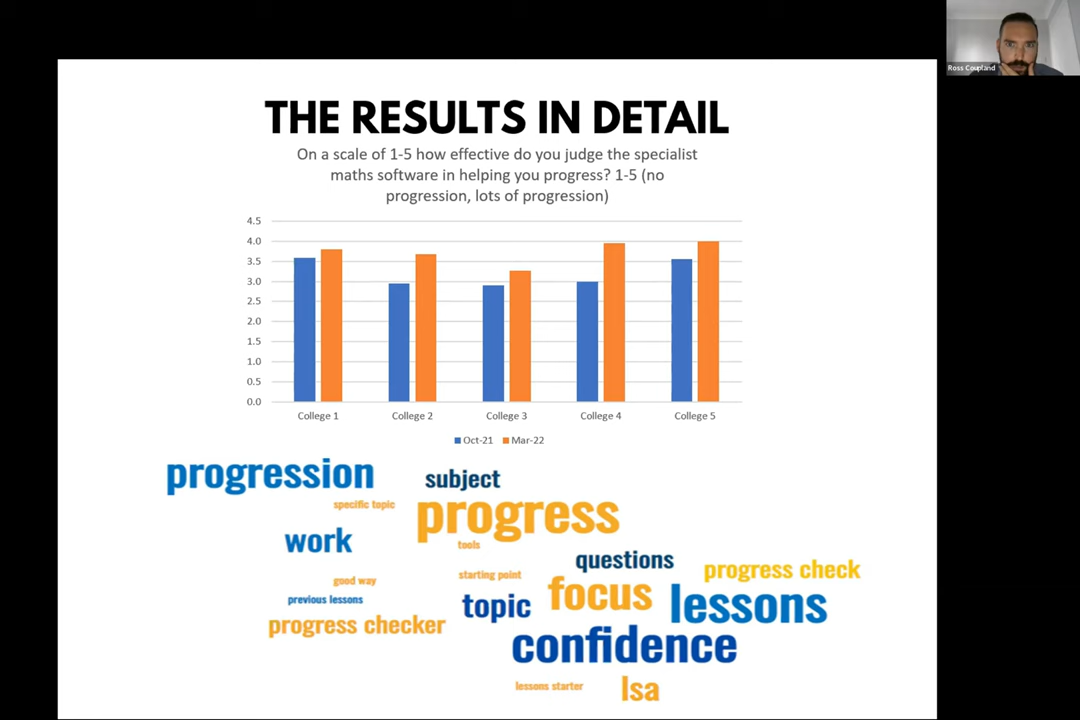 Ross Coupland
THE RESULTS IN DETAIL
On a scale of 1-5 how effective do you judge the specialist
maths software in helping you progress? 1-5 (no
progression, lots of progression)
4.5
4.0
3.5
3.0
2.5
2.0
1.5
1.0
0.5
0.0
College 1 College 2 College 3 College 4 College 5
Oct-21 Mar-22
progression
subject
specific topic
progress
work
tools
questions
progress check
starting point
good way
focus
lessons
previous lessons
topic
progress checker
confidence
lessons starter
lsa